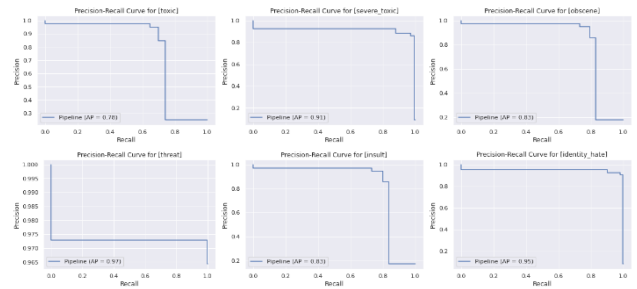 Precision-Recall Curve for [toxic]
1.0
0.9
0.8
0.7
0.6
0.5
0.4
0.3
Precision
Pipeline (AP = 0.78)
0.0 0.2 0.4 0.6 0.8 1.0
Recall
Precision-Recall Curve for [severe_toxic]
1.0
0.8
0.6
0.4
0.2
Precision
Pipeline (AP = 0.93)
0.0 0.2 0.4 0.6 0.8 1.0
Recall
Precision-Recall Curve for [obscene]
1.0
0.8
0.6
0.4
0.2
Precision
Pipeline (AP = 0.83)
0.0 0.2 0.4 0.6 0.8 1.0
Recall
Precision-Recall Curve for [threat]
1.000
0.995
0.990
0.985
0.980
0.975
0.970
0.965
Precision
Pipeline (AP = 0.97)
0.0 0.2 0.4 0.6 0.8 1.0
Recall
Precision-Recall Curve for [insult]
1.0
0.8
0.6
0.4
0.2
Precision
Pipeline (AP = 0.83)
0.0 0.2 0.4 0.6 0.8 1.0
Recall
Precision-Recall Curve for [identity_hate]
1.0
0.8
0.6
0.4
0.2
Precision
Pipeline (AP = 0.95)
0.0 0.2 0.4 0.6 0.8 1.0
Recall